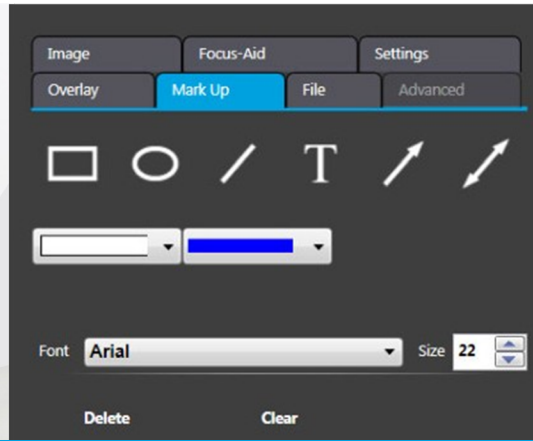 Image Focus-Aid Settings
Overlay Mark Up File Advanced
T
Font Arial Size 22
Delete Clear